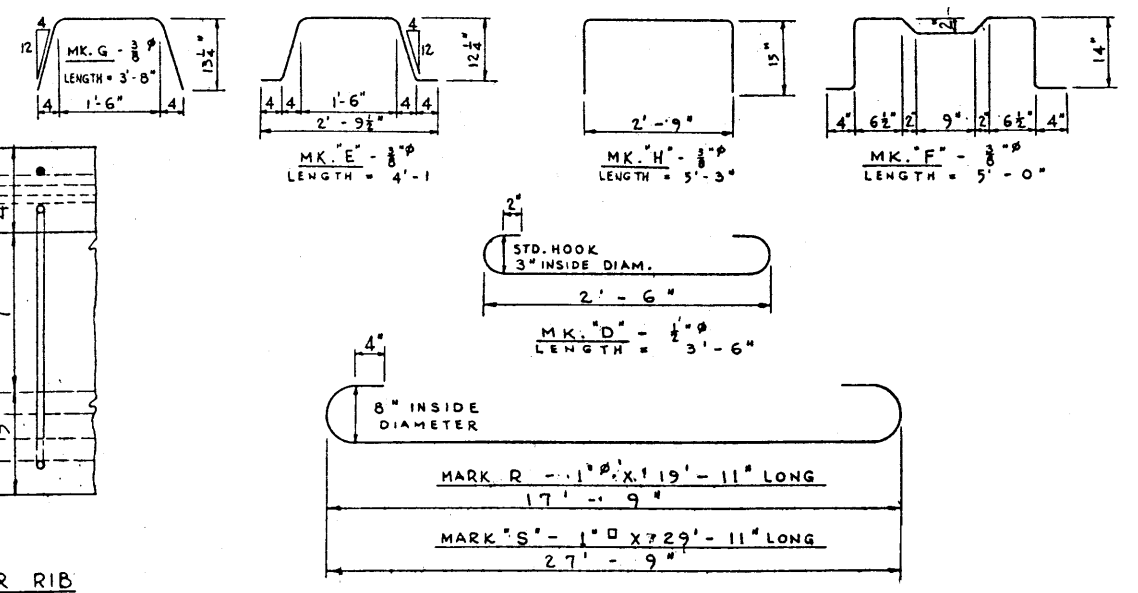 4
12
MK. G - 3/8" ø
LENGTH = 3'-8"
13 1/4"
4 1'-6" 4
4
12
12 1/4"
4 4 1'-6" 4 4
2' - 9 1/2"
MK. "E" - 3/8" ø
LENGTH = 4'-1
15"
2' - 9"
MK. "H" - 3/8" ø
LENGTH = 5'-3"
2"
14"
4" 6 1/2" 2" 9" 2" 6 1/2" 4"
MK. "F" - 3/8" ø
LENGTH = 5'-0"
2"
STD. HOOK
3" INSIDE DIAM.
2' - 6"
MK. "D" - 1/2" ø
LENGTH = 3'-6"
4"
8" INSIDE
DIAMETER
MARK R - 1" ø X 19'-11" LONG
17' - 9"
MARK "S" - 1" □ X 29'-11" LONG
27' - 9"
R RIB